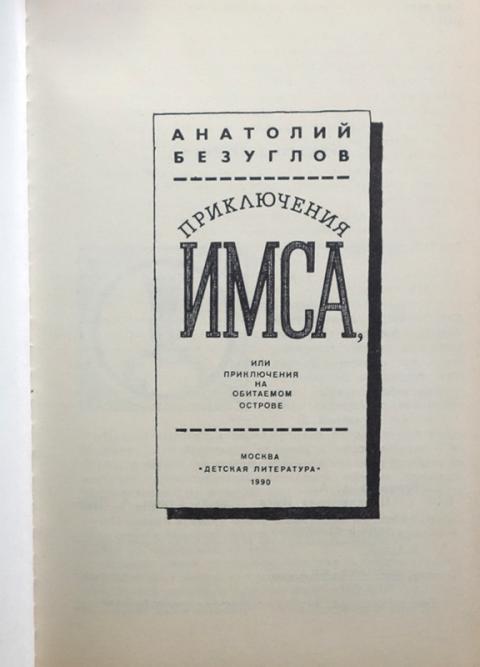 АНАТОЛИЙ
БЕЗУГЛОВ
ПРИКЛЮЧЕНИЯ
ИМСА,
ИЛИ
ПРИКЛЮЧЕНИЯ
НА
ОБИТАЕМОМ
ОСТРОВЕ
МОСКВА
"ДЕТСКАЯ ЛИТЕРАТУРА"
1990